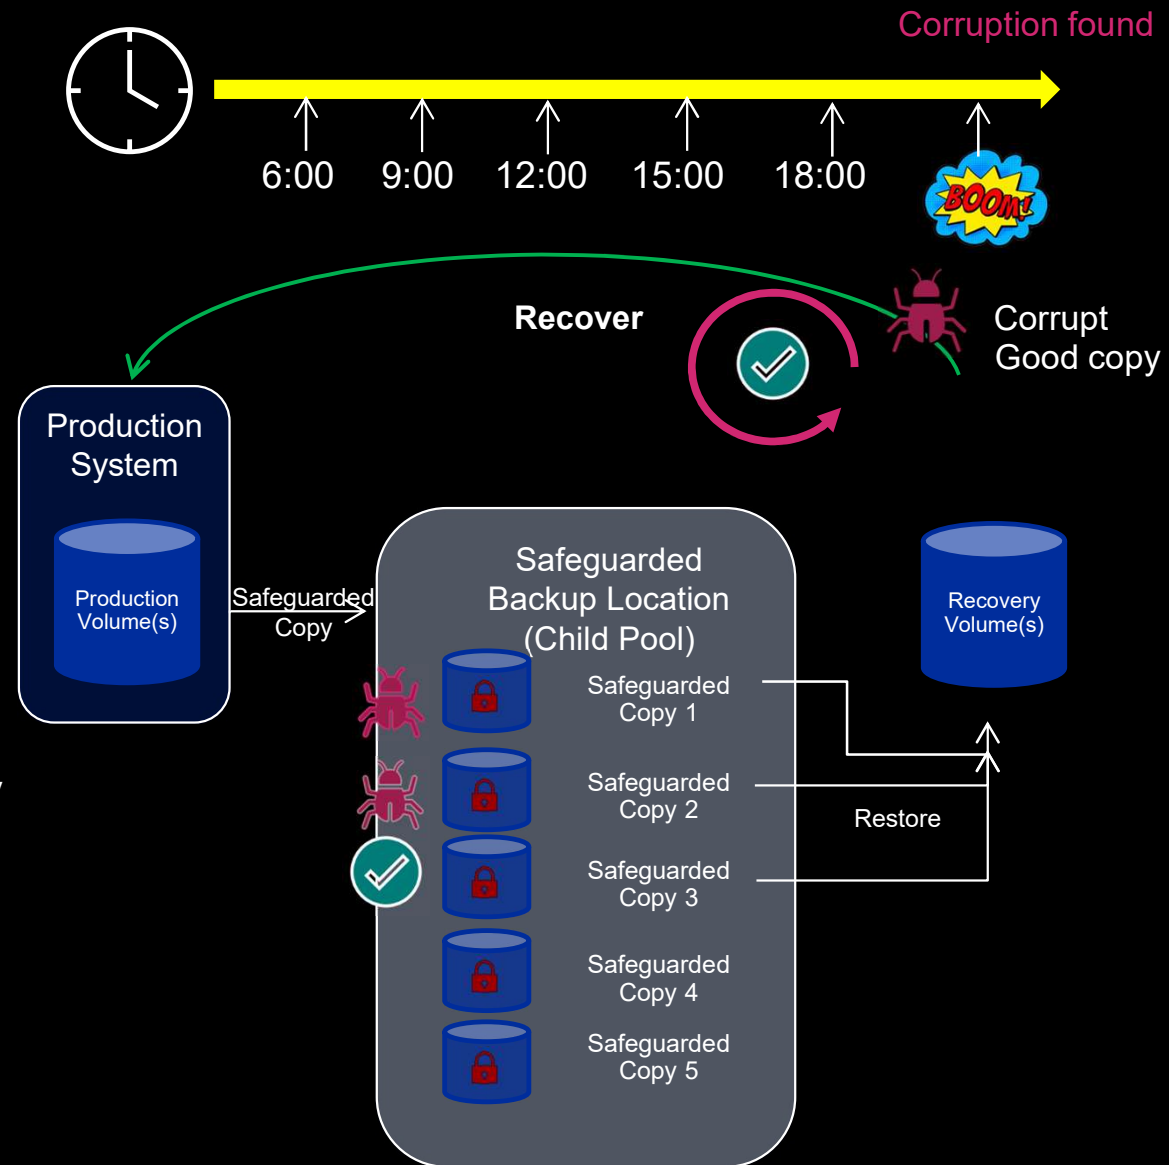 Corruption found
6:00
9:00
12:00
15:00
18:00
BOOM!
Recover
Corrupt
Good copy
Production
System
Production
Volume(s)
Safeguarded
Copy
Safeguarded
Backup Location
(Child Pool)
Safeguarded
Copy 1
Safeguarded
Copy 2
Safeguarded
Copy 3
Safeguarded
Copy 4
Safeguarded
Copy 5
Recovery
Volume(s)
Restore